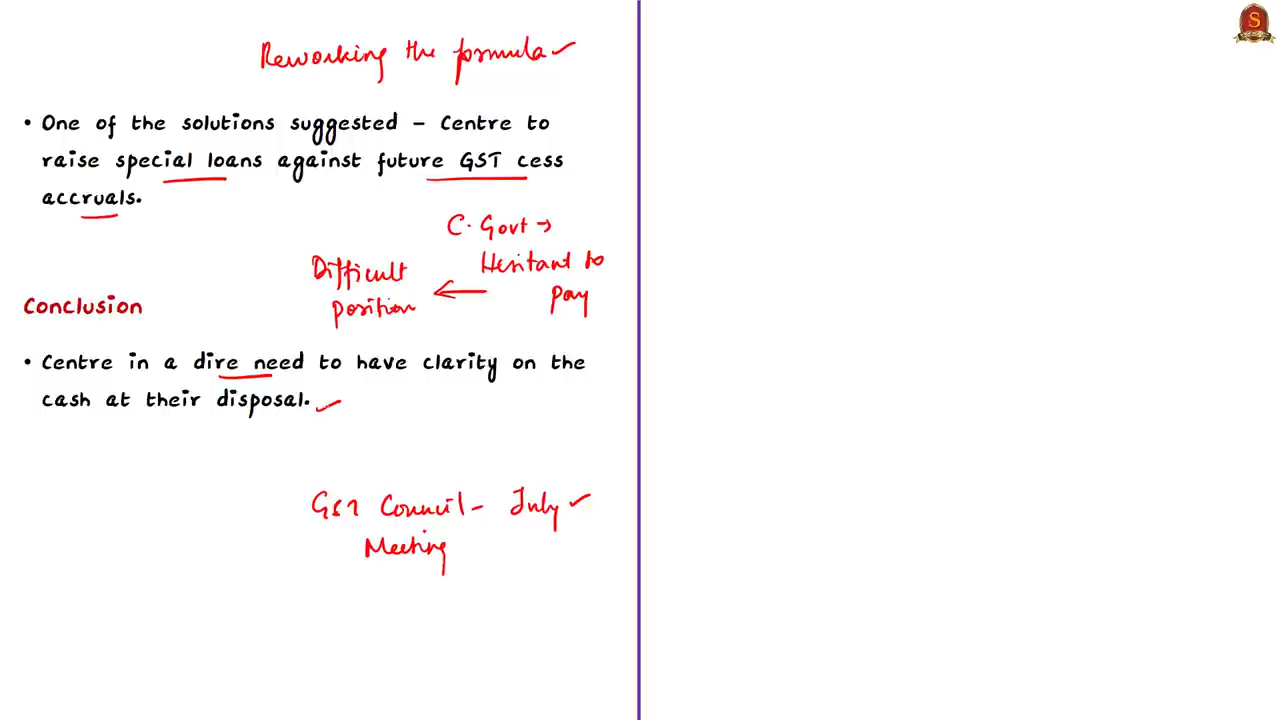 Reworking the formula
• One of the solutions suggested - Centre to
raise special loans against future GST cess
accruals.
C. Govt →
Hesitant to
pay
Difficult
position
Conclusion
• Centre in a dire need to have clarity on the
cash at their disposal.
GST Council - July
Meeting
S